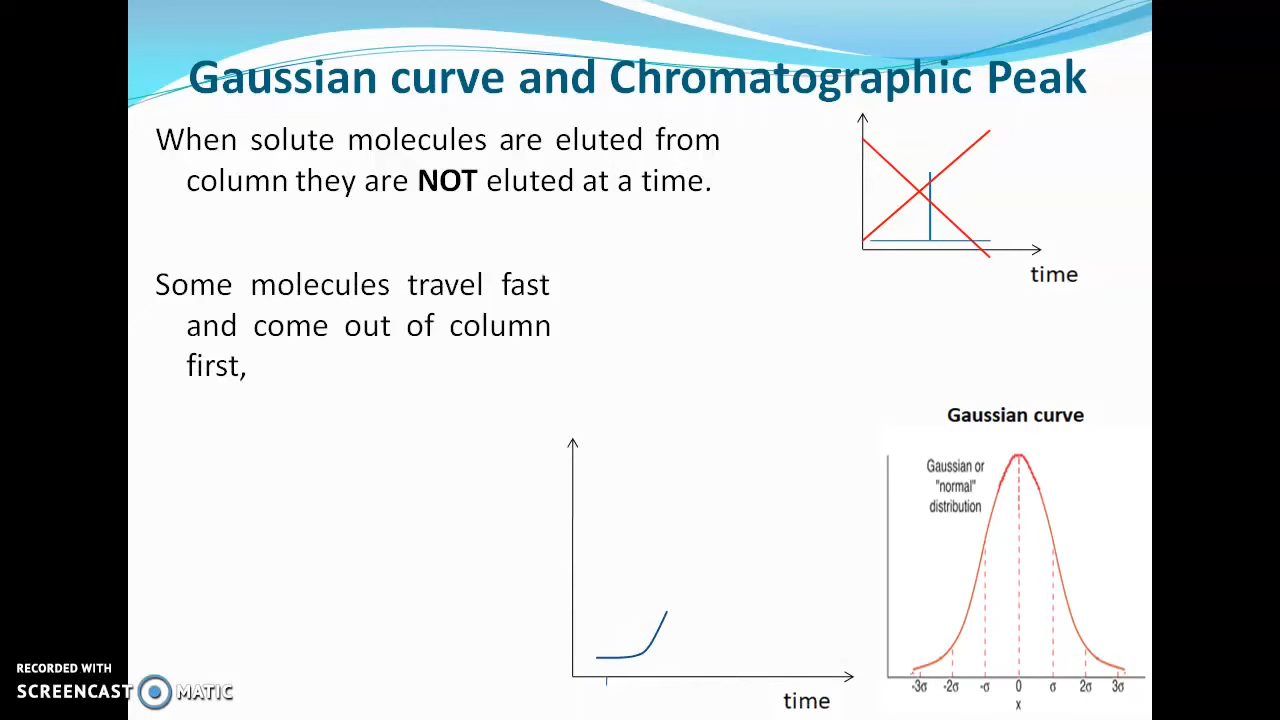 Gaussian curve and Chromatographic Peak
When solute molecules are eluted from
column they are NOT eluted at a time.
time
Some molecules travel fast
and come out of column
first,
time
Gaussian curve
Gaussian or
"normal"
distribution
-3σ -2σ -σ 0 σ 2σ 3σ
x
RECORDED WITH
SCREENCAST MATIC